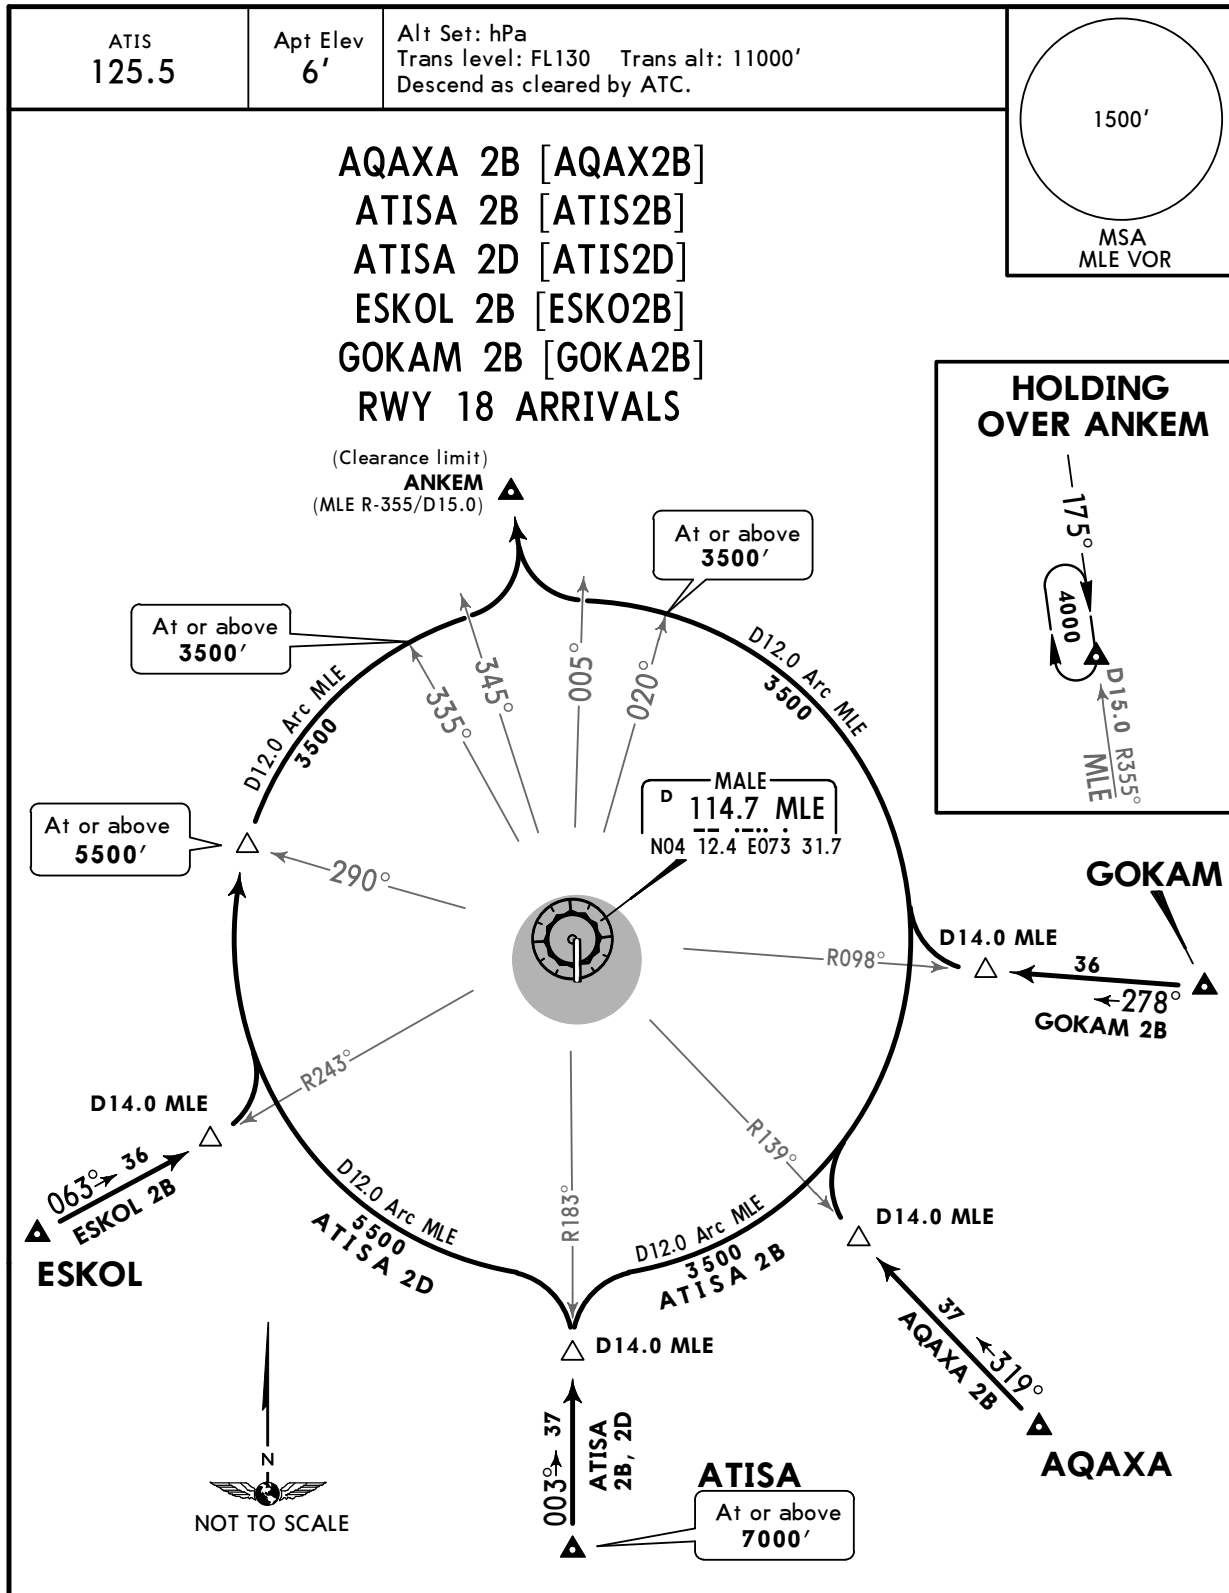 ATIS
125.5
Apt Elev
6'
Alt Set: hPa
Trans level: FL130 Trans alt: 11000'
Descend as cleared by ATC.
1500'
MSA
MLE VOR
AQAXA 2B [AQAX2B]
ATISA 2B [ATIS2B]
ATISA 2D [ATIS2D]
ESKOL 2B [ESKO2B]
GOKAM 2B [GOKA2B]
RWY 18 ARRIVALS
HOLDING
OVER ANKEM
175°
4000
D15.0 R355°
MLE
(Clearance limit)
ANKEM
(MLE R-355/D15.0)
At or above
3500'
At or above
3500'
D12.0 Arc MLE
3500
335°
345°
005°
020°
D12.0 Arc MLE
3500
MALE
D 114.7 MLE
N04 12.4 E073 31.7
At or above
5500'
290°
GOKAM
D14.0 MLE
R098°
36
278°
GOKAM 2B
R243°
D14.0 MLE
063° 36
ESKOL 2B
ESKOL
D12.0 Arc MLE
5500
ATISA 2D
R183°
R139°
D12.0 Arc MLE
3500
ATISA 2B
D14.0 MLE
37
319°
AQAXA 2B
AQAXA
D14.0 MLE
003° 37
ATISA
2B, 2D
ATISA
At or above
7000'
N
NOT TO SCALE